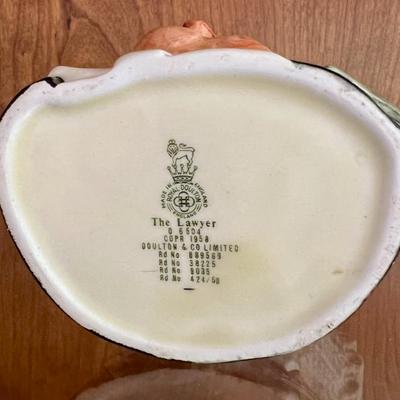 MADE IN ENGLAND
ROYAL DOULTON
ENGLAND
The Lawyer
D 6504
COPR 1958
DOULTON & CO LIMITED
Rd No 889569
Rd No 38225
Rd No 8035
Rd No 424/58